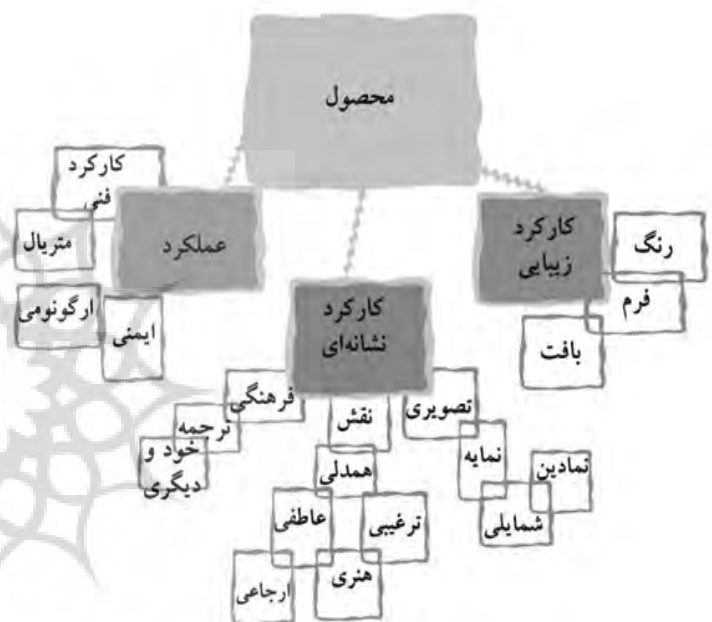 محصول
کارکرد
زیبایی
رنگ
فرم
بافت
کارکرد
نشانه‌ای
تصویری
نمایه
شمایلی
نمادین
نقش
همدلی
ترغیبی
عاطفی
هنری
ارجاعی
فرهنگی
ترجمه
خود و
دیگری
عملکرد
کارکرد
فنی
متریال
ارگونومی
ایمنی